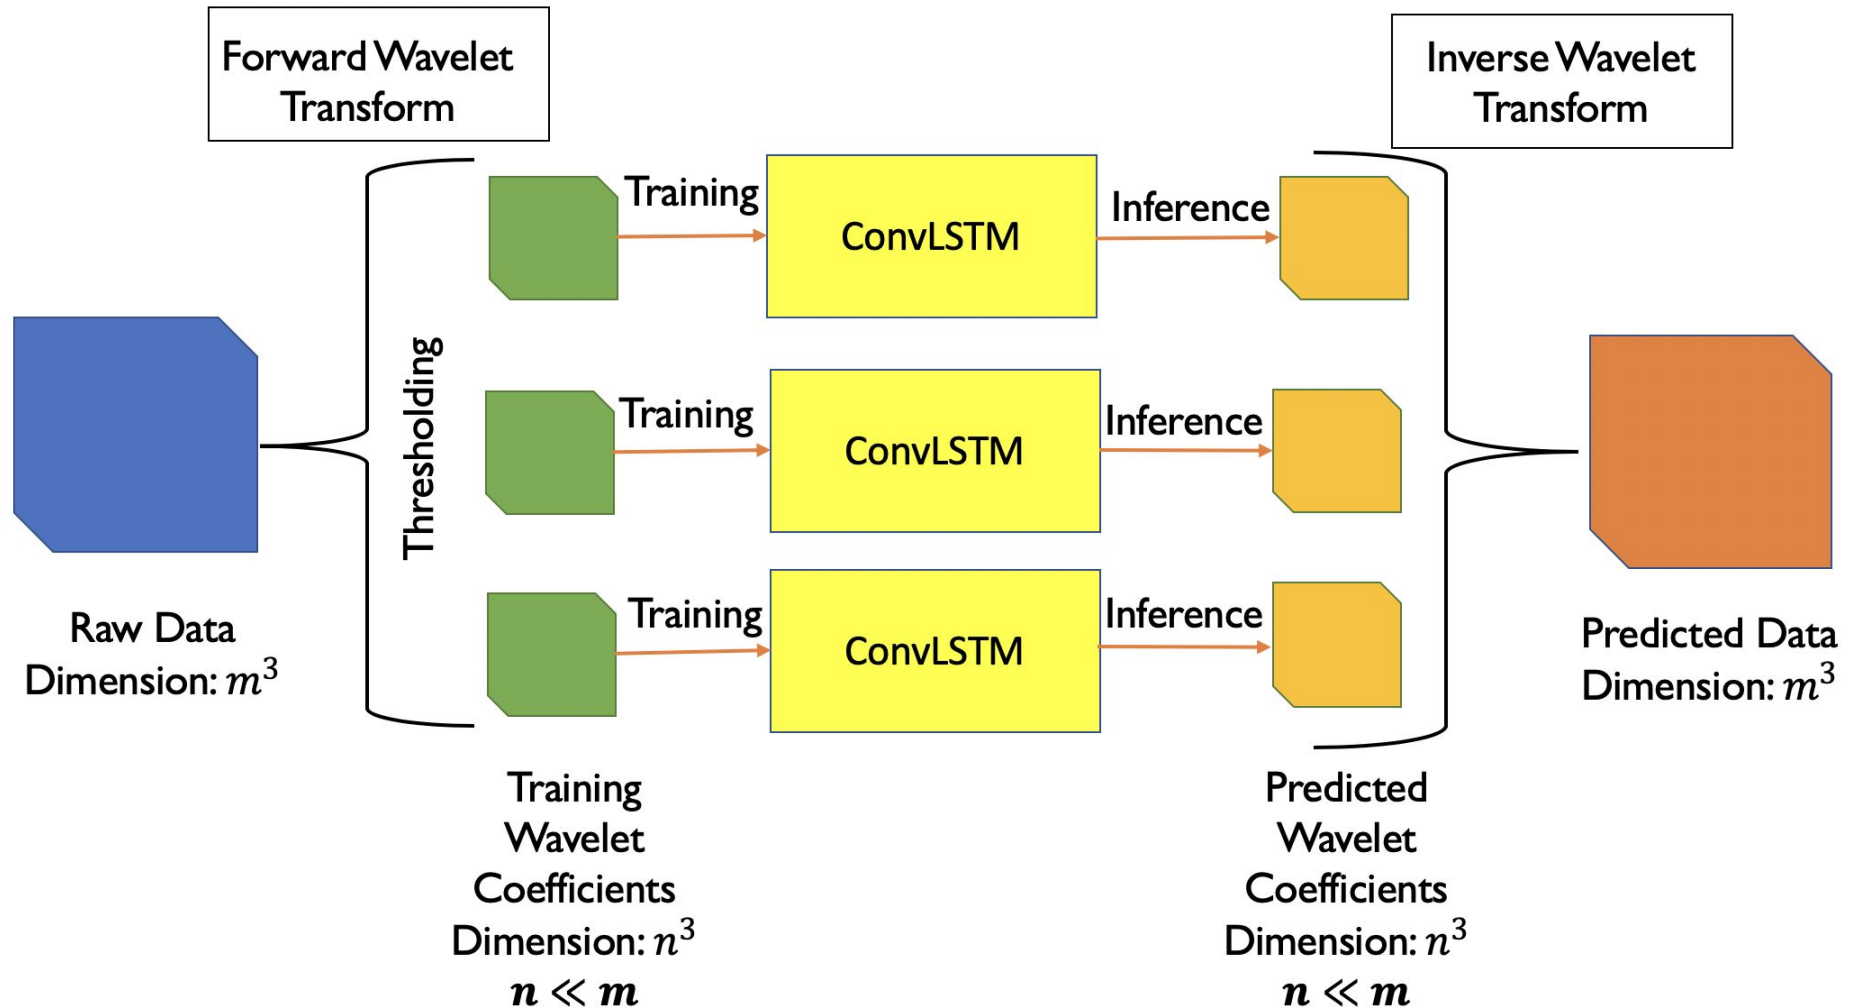 Forward Wavelet
Transform
Inverse Wavelet
Transform
Training
ConvLSTM
Inference
Thresholding
Training
ConvLSTM
Inference
Training
ConvLSTM
Inference
Raw Data
Dimension: m³
Predicted Data
Dimension: m³
Training
Wavelet
Coefficients
Dimension: n³
n ≪ m
Predicted
Wavelet
Coefficients
Dimension: n³
n ≪ m